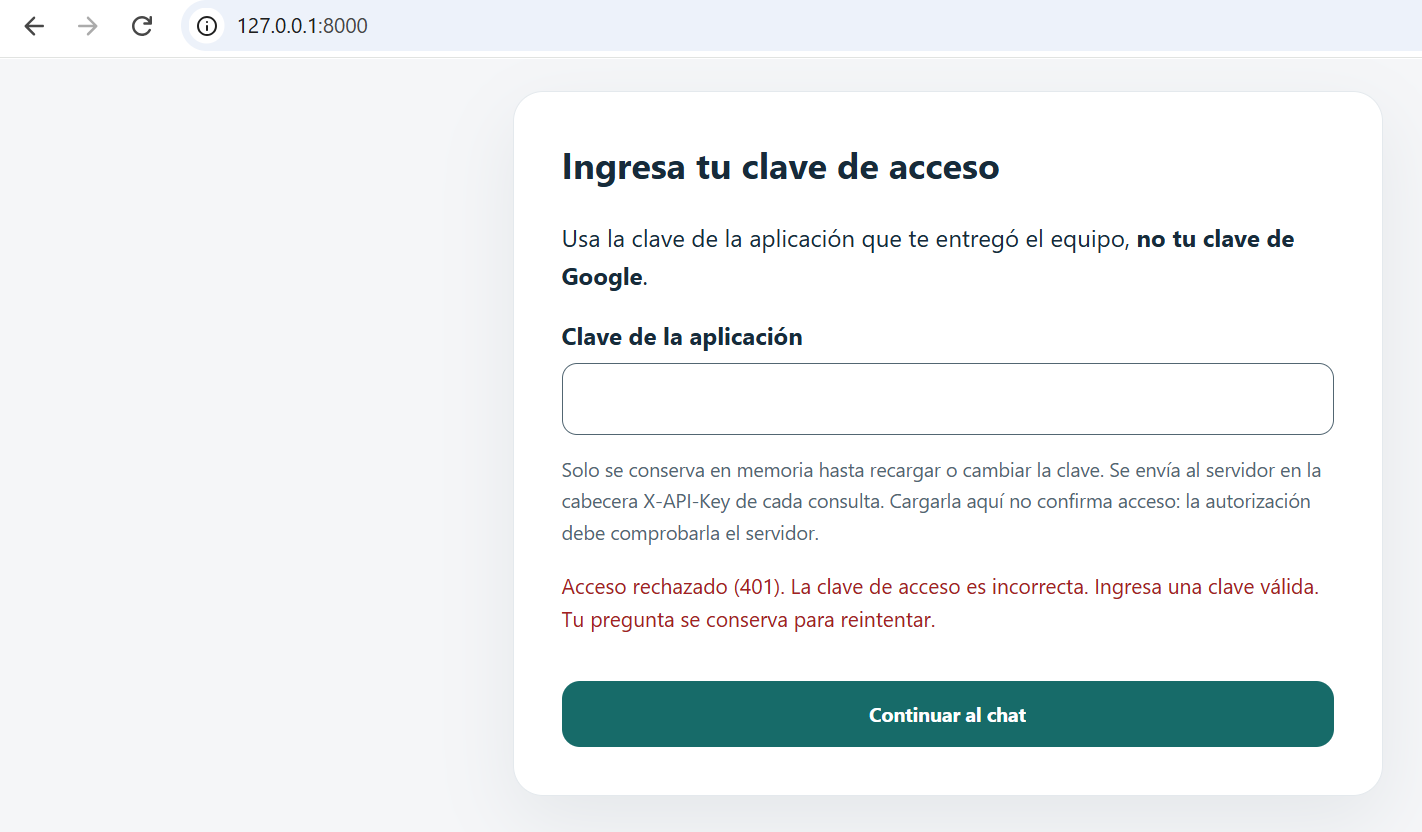 127.0.0.1:8000
Ingresa tu clave de acceso
Usa la clave de la aplicación que te entregó el equipo, no tu clave de
Google.
Clave de la aplicación
Solo se conserva en memoria hasta recargar o cambiar la clave. Se envía al servidor en la
cabecera X-API-Key de cada consulta. Cargarla aquí no confirma acceso: la autorización
debe comprobarla el servidor.
Acceso rechazado (401). La clave de acceso es incorrecta. Ingresa una clave válida.
Tu pregunta se conserva para reintentar.
Continuar al chat